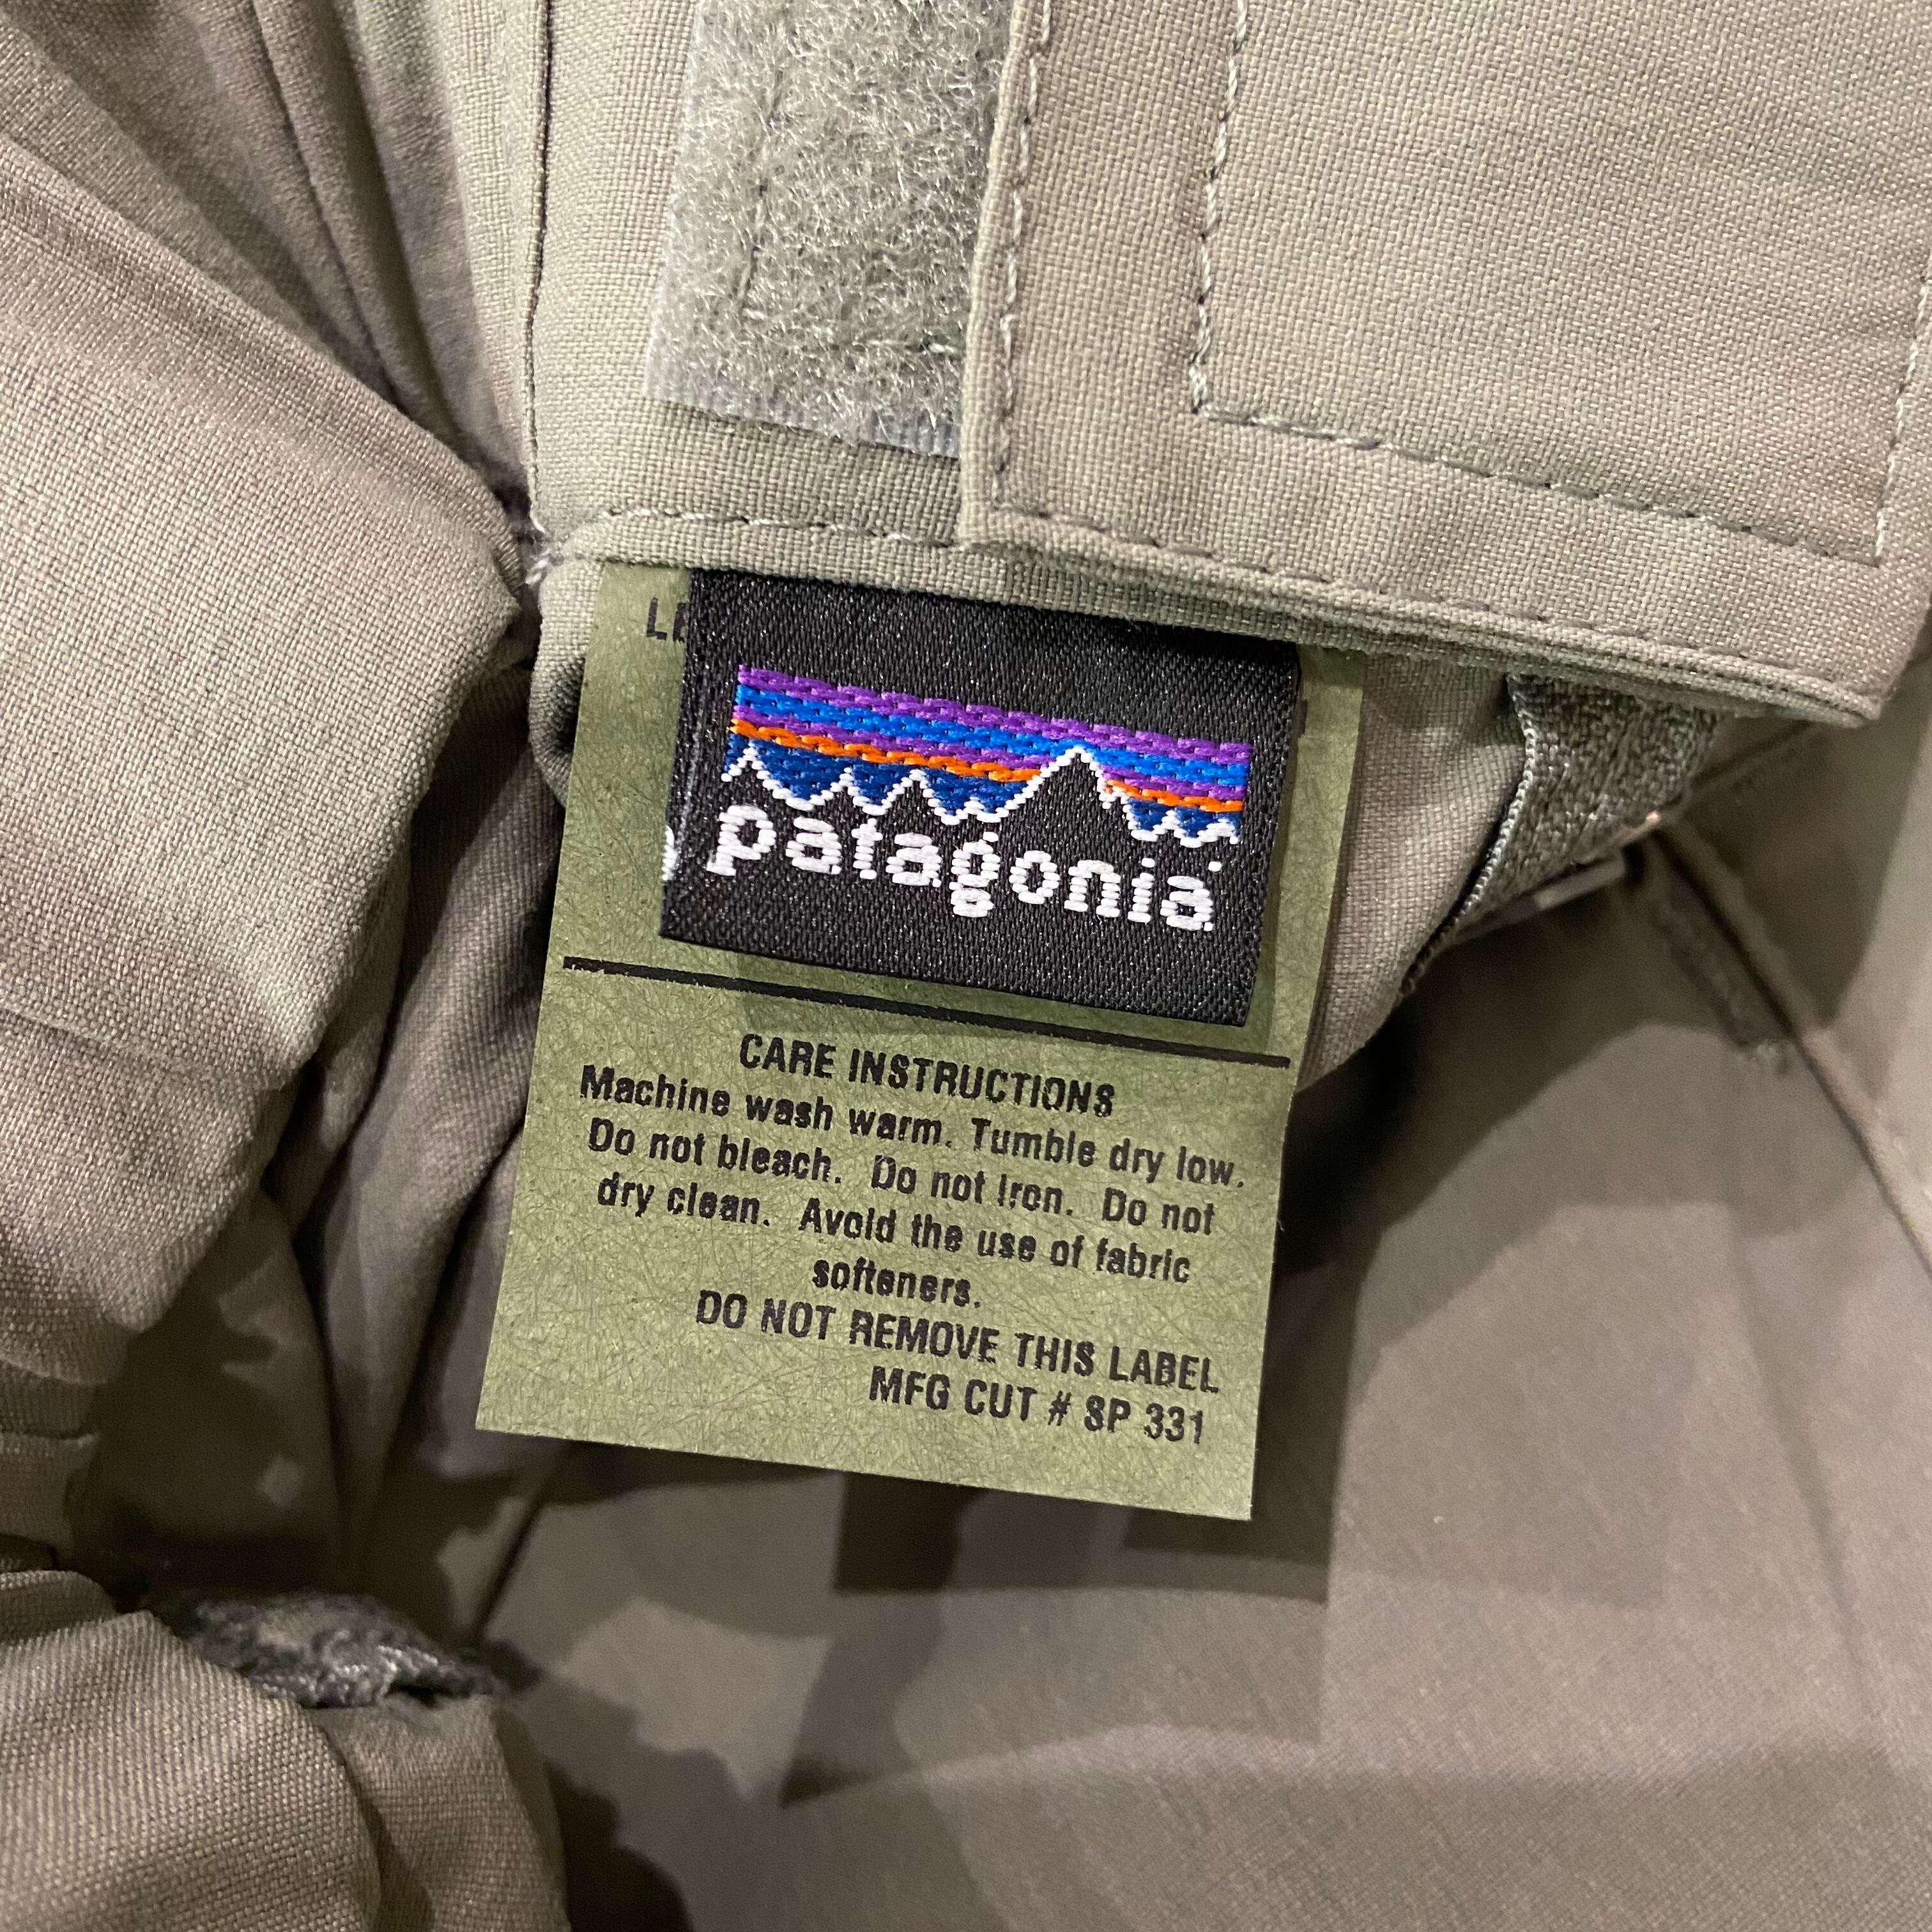 patagonia
CARE INSTRUCTIONS
Machine wash warm. Tumble dry low.
Do not bleach. Do not Iron. Do not
dry clean. Avoid the use of fabric
softeners.
DO NOT REMOVE THIS LABEL
MFG CUT # SP 331